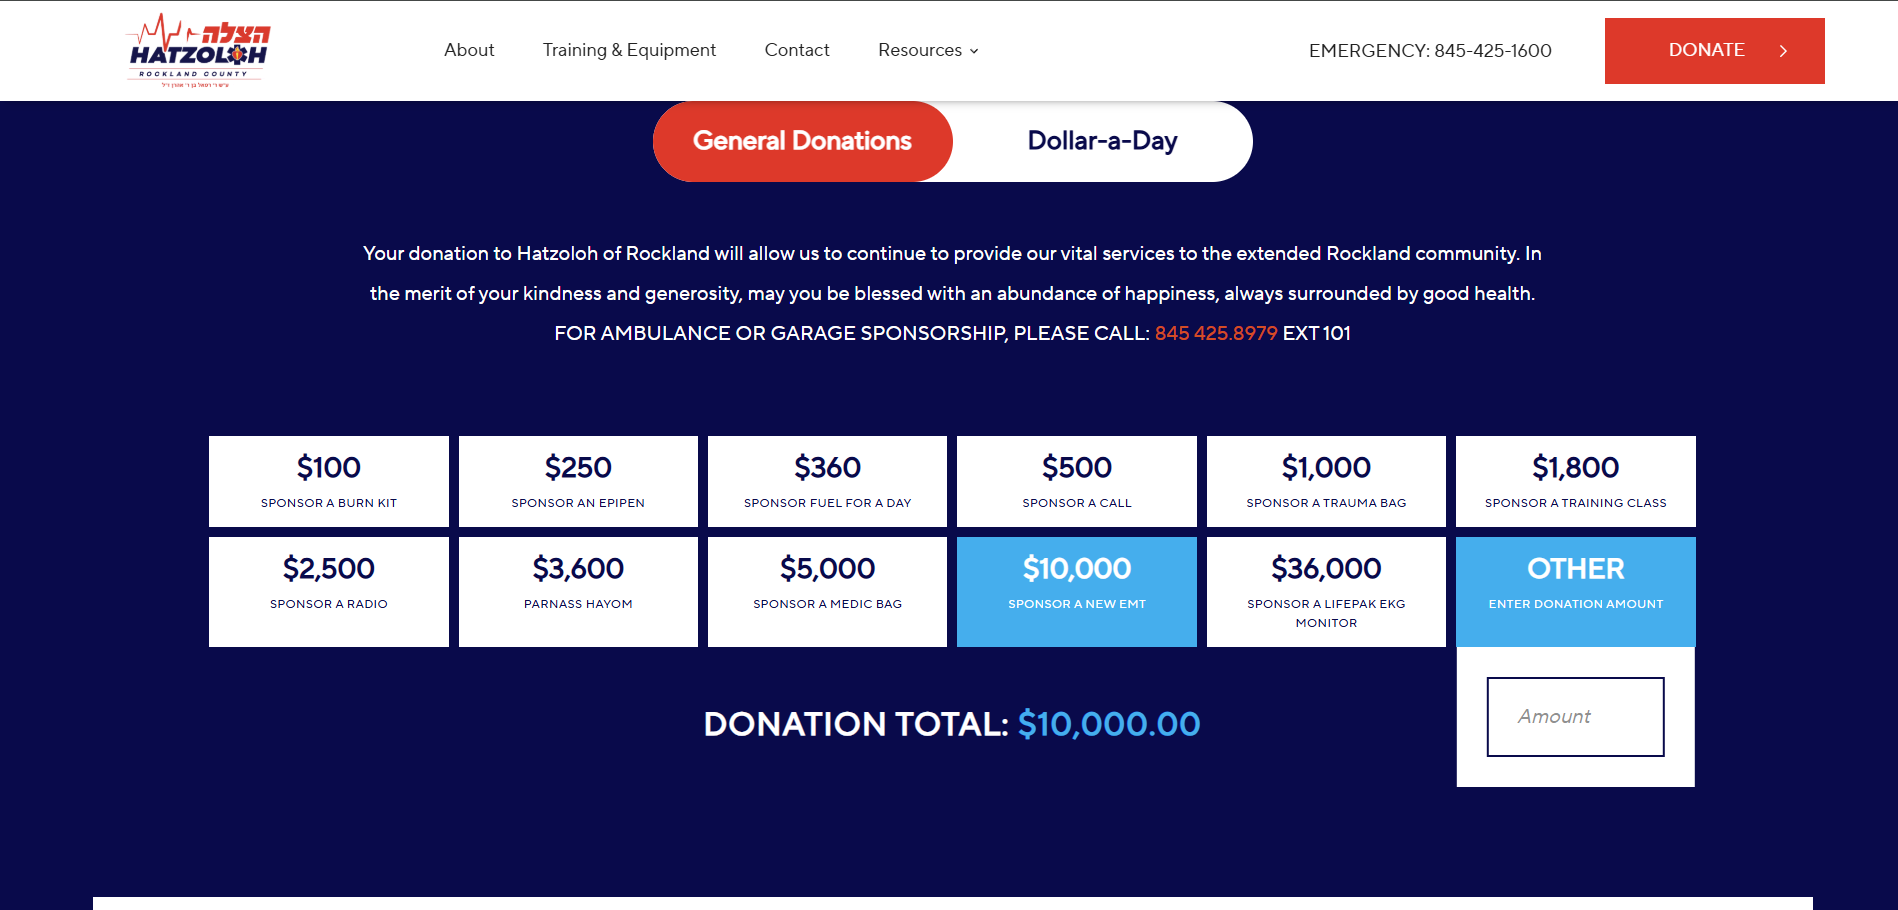 הצלה
HATZOLOH
ROCKLAND COUNTY
About
Training & Equipment
Contact
Resources
EMERGENCY: 845-425-1600
DONATE
General Donations
Dollar-a-Day
Your donation to Hatzoloh of Rockland will allow us to continue to provide our vital services to the extended Rockland community. In
the merit of your kindness and generosity, may you be blessed with an abundance of happiness, always surrounded by good health.
FOR AMBULANCE OR GARAGE SPONSORSHIP, PLEASE CALL: 845 425.8979 EXT 101
$100
SPONSOR A BURN KIT
$250
SPONSOR AN EPIPEN
$360
SPONSOR FUEL FOR A DAY
$500
SPONSOR A CALL
$1,000
SPONSOR A TRAUMA BAG
$1,800
SPONSOR A TRAINING CLASS
$2,500
SPONSOR A RADIO
$3,600
PARNASS HAYOM
$5,000
SPONSOR A MEDIC BAG
$10,000
SPONSOR A NEW EMT
$36,000
SPONSOR A LIFEPAK EKG
MONITOR
OTHER
ENTER DONATION AMOUNT
Amount
DONATION TOTAL: $10,000.00